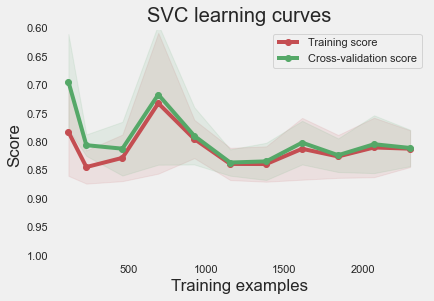 SVC learning curves
0.60
0.65
0.70
0.75
0.80
0.85
0.90
0.95
1.00
Score
Training score
Cross-validation score
500
1000
1500
2000
Training examples